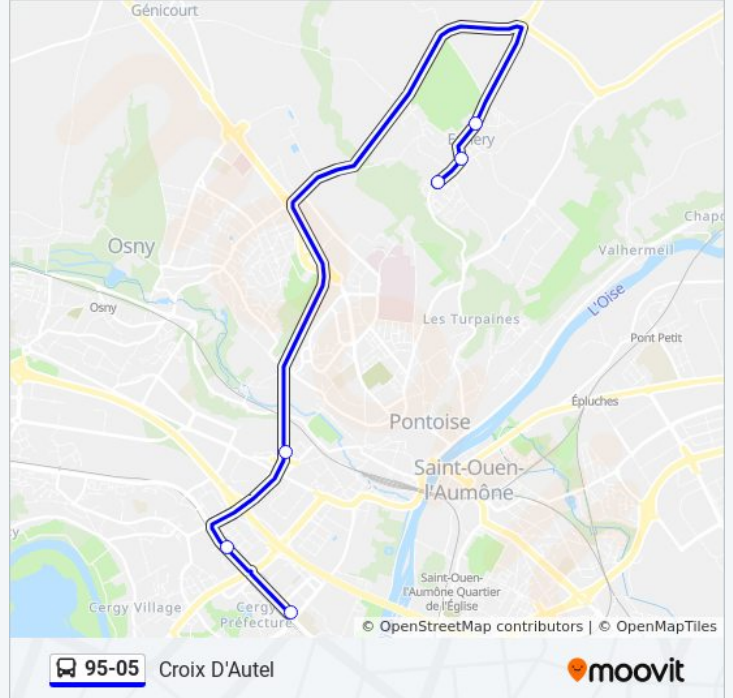 Génicourt
Osny
Chapo
Valhermeil
L'Oise
Osny
Les Turpaines
Pont Petit
Épluches
Pontoise
Saint-Ouen-
l'Aumône
Saint-Ouen-
l'Aumône Quartier
de l'Église
Cergy Village
Cergy
Préfecture
© OpenStreetMap contributors | © OpenMapTiles
95-05 Croix D'Autel
moovit